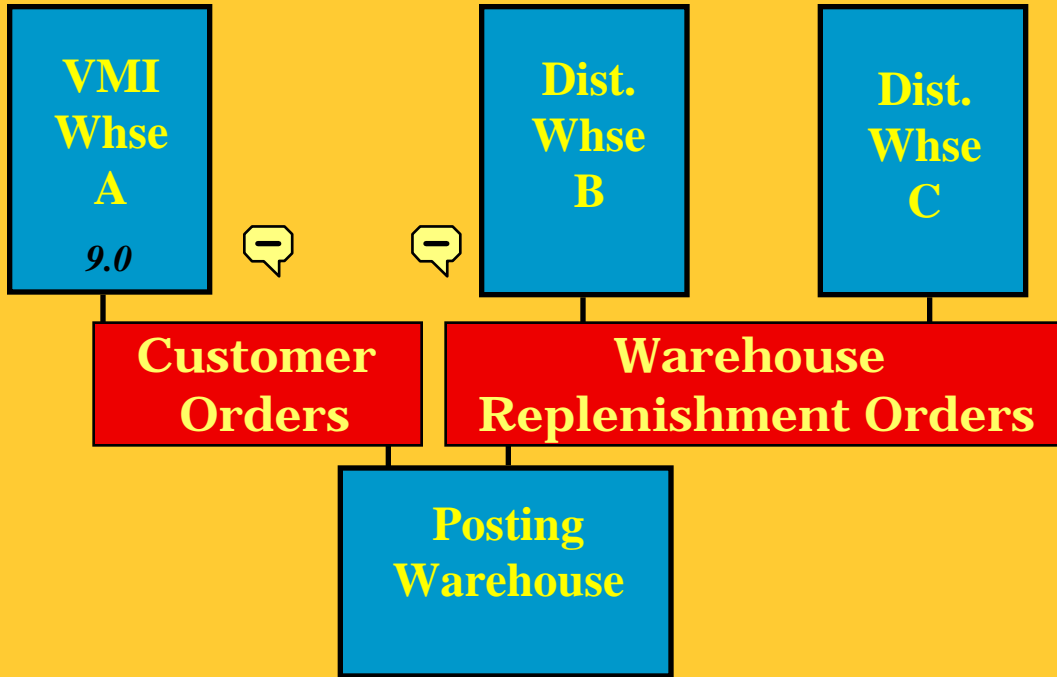 VMI
Whse
A
9.0
Dist.
Whse
B
Dist.
Whse
C
Customer
Orders
Warehouse
Replenishment Orders
Posting
Warehouse